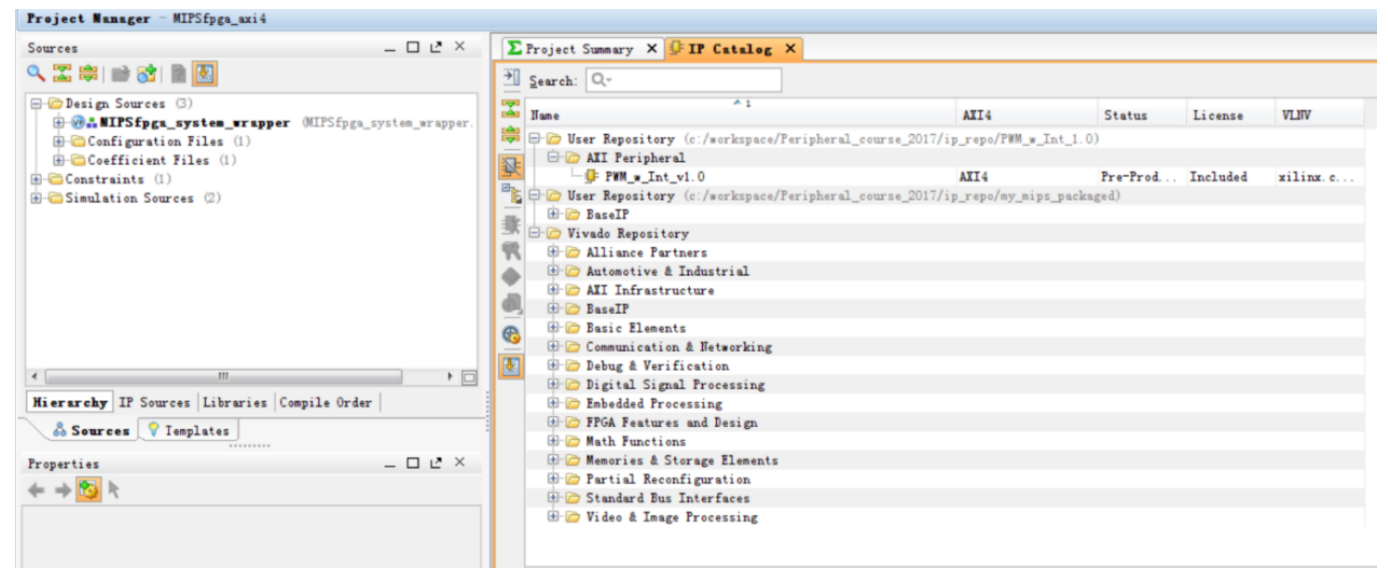 Project Manager - MIPSfpga_axi4
Sources
Design Sources (3)
MIPSfpga_system_wrapper (MIPSfpga_system_wrapper.
Configuration Files (1)
Coefficient Files (1)
Constraints (1)
Simulation Sources (2)
Hierarchy IP Sources Libraries Compile Order
Sources Templates
Properties
Project Summary IP Catalog
Search:
Name 1 AXI4 Status License VLNV
User Repository (c:/workspace/Peripheral_course_2017/ip_repo/PWM_w_Int_1.0)
AXI Peripheral
PWM_w_Int_v1.0 AXI4 Pre-Prod... Included xilinx.c...
User Repository (c:/workspace/Peripheral_course_2017/ip_repo/my_mips_packaged)
BaseIP
Vivado Repository
Alliance Partners
Automotive & Industrial
AXI Infrastructure
BaseIP
Basic Elements
Communication & Networking
Debug & Verification
Digital Signal Processing
Embedded Processing
FPGA Features and Design
Math Functions
Memories & Storage Elements
Partial Reconfiguration
Standard Bus Interfaces
Video & Image Processing